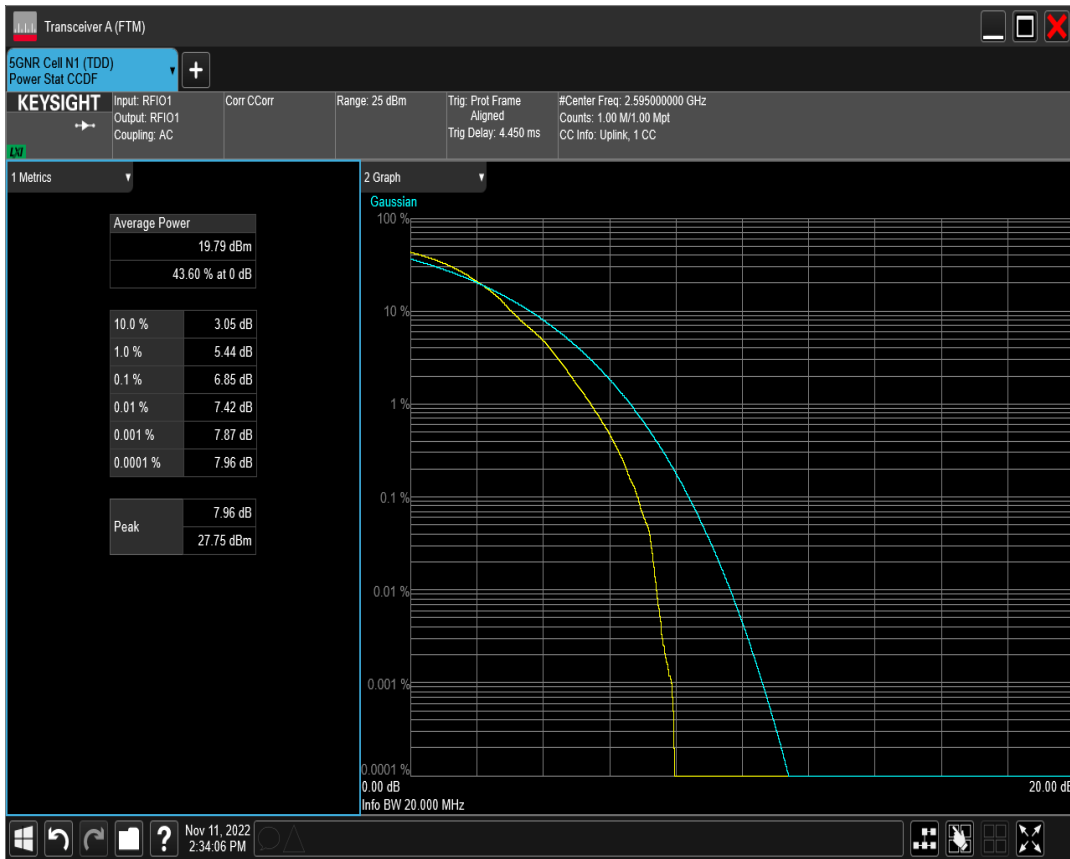 Transceiver A (FTM)
5GNR Cell N1 (TDD)
Power Stat CCDF
KEYSIGHT
LXI
Input: RFIO1
Output: RFIO1
Coupling: AC
Corr CCorr
Range: 25 dBm
Trig: Prot Frame
Aligned
Trig Delay: 4.450 ms
#Center Freq: 2.595000000 GHz
Counts: 1.00 M/1.00 Mpt
CC Info: Uplink, 1 CC
1 Metrics
Average Power
19.79 dBm
43.60 % at 0 dB
10.0 % 3.05 dB
1.0 % 5.44 dB
0.1 % 6.85 dB
0.01 % 7.42 dB
0.001 % 7.87 dB
0.0001 % 7.96 dB
Peak
7.96 dB
27.75 dBm
2 Graph
Gaussian
100 %
10 %
1 %
0.1 %
0.01 %
0.001 %
0.0001 %
0.00 dB 20.00 dB
Info BW 20.000 MHz
?
Nov 11, 2022
2:34:06 PM